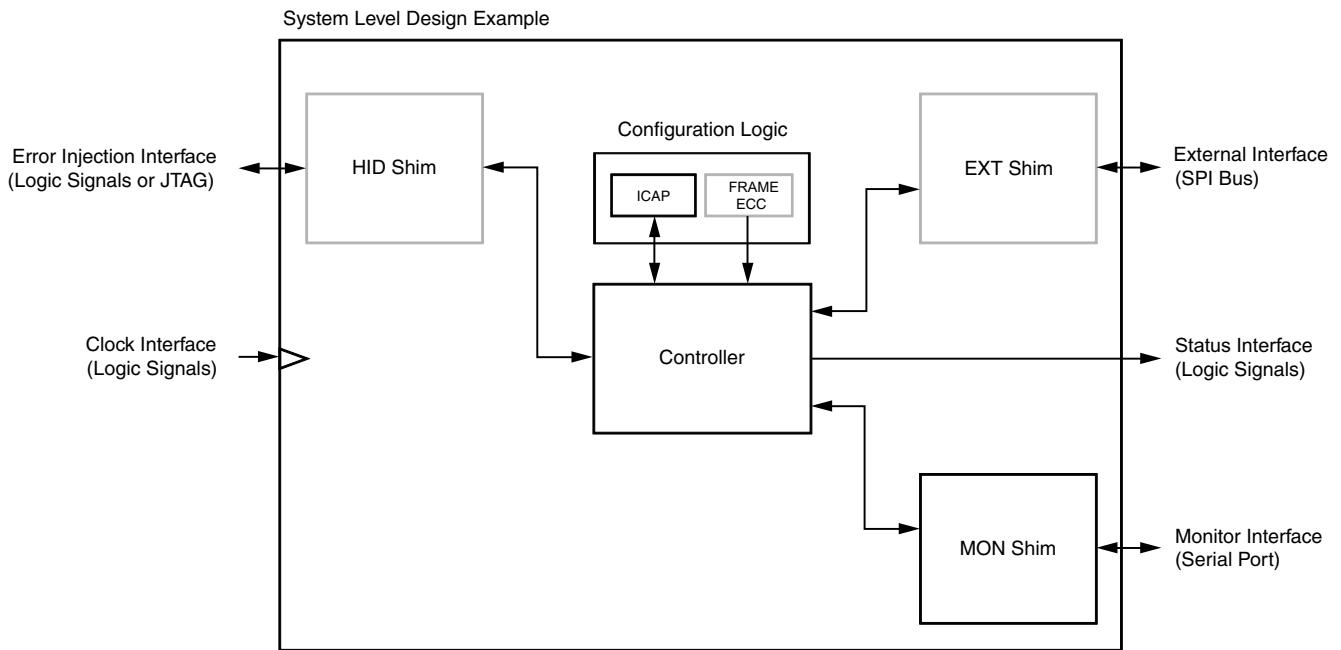 System Level Design Example
Configuration Logic
Error Injection Interface
(Logic Signals or JTAG)
HID Shim
ICAP
FRAME
ECC
EXT Shim
External Interface
(SPI Bus)
Clock Interface
(Logic Signals)
Controller
Status Interface
(Logic Signals)
MON Shim
Monitor Interface
(Serial Port)